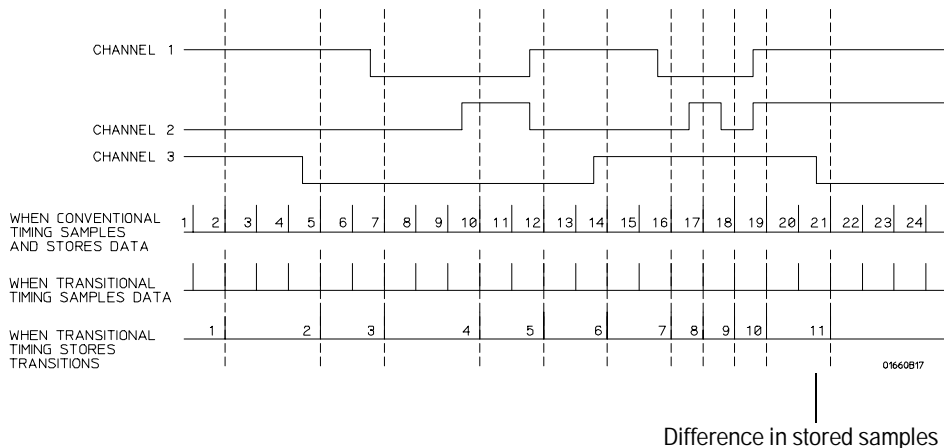 CHANNEL 1
CHANNEL 2
CHANNEL 3
WHEN CONVENTIONAL
TIMING SAMPLES
AND STORES DATA
1 2 3 4 5 6 7 8 9 10 11 12 13 14 15 16 17 18 19 20 21 22 23 24
WHEN TRANSITIONAL
TIMING SAMPLES DATA
WHEN TRANSITIONAL
TIMING STORES
TRANSITIONS
1 2 3 4 5 6 7 8 9 10 11
01660B17
Difference in stored samples